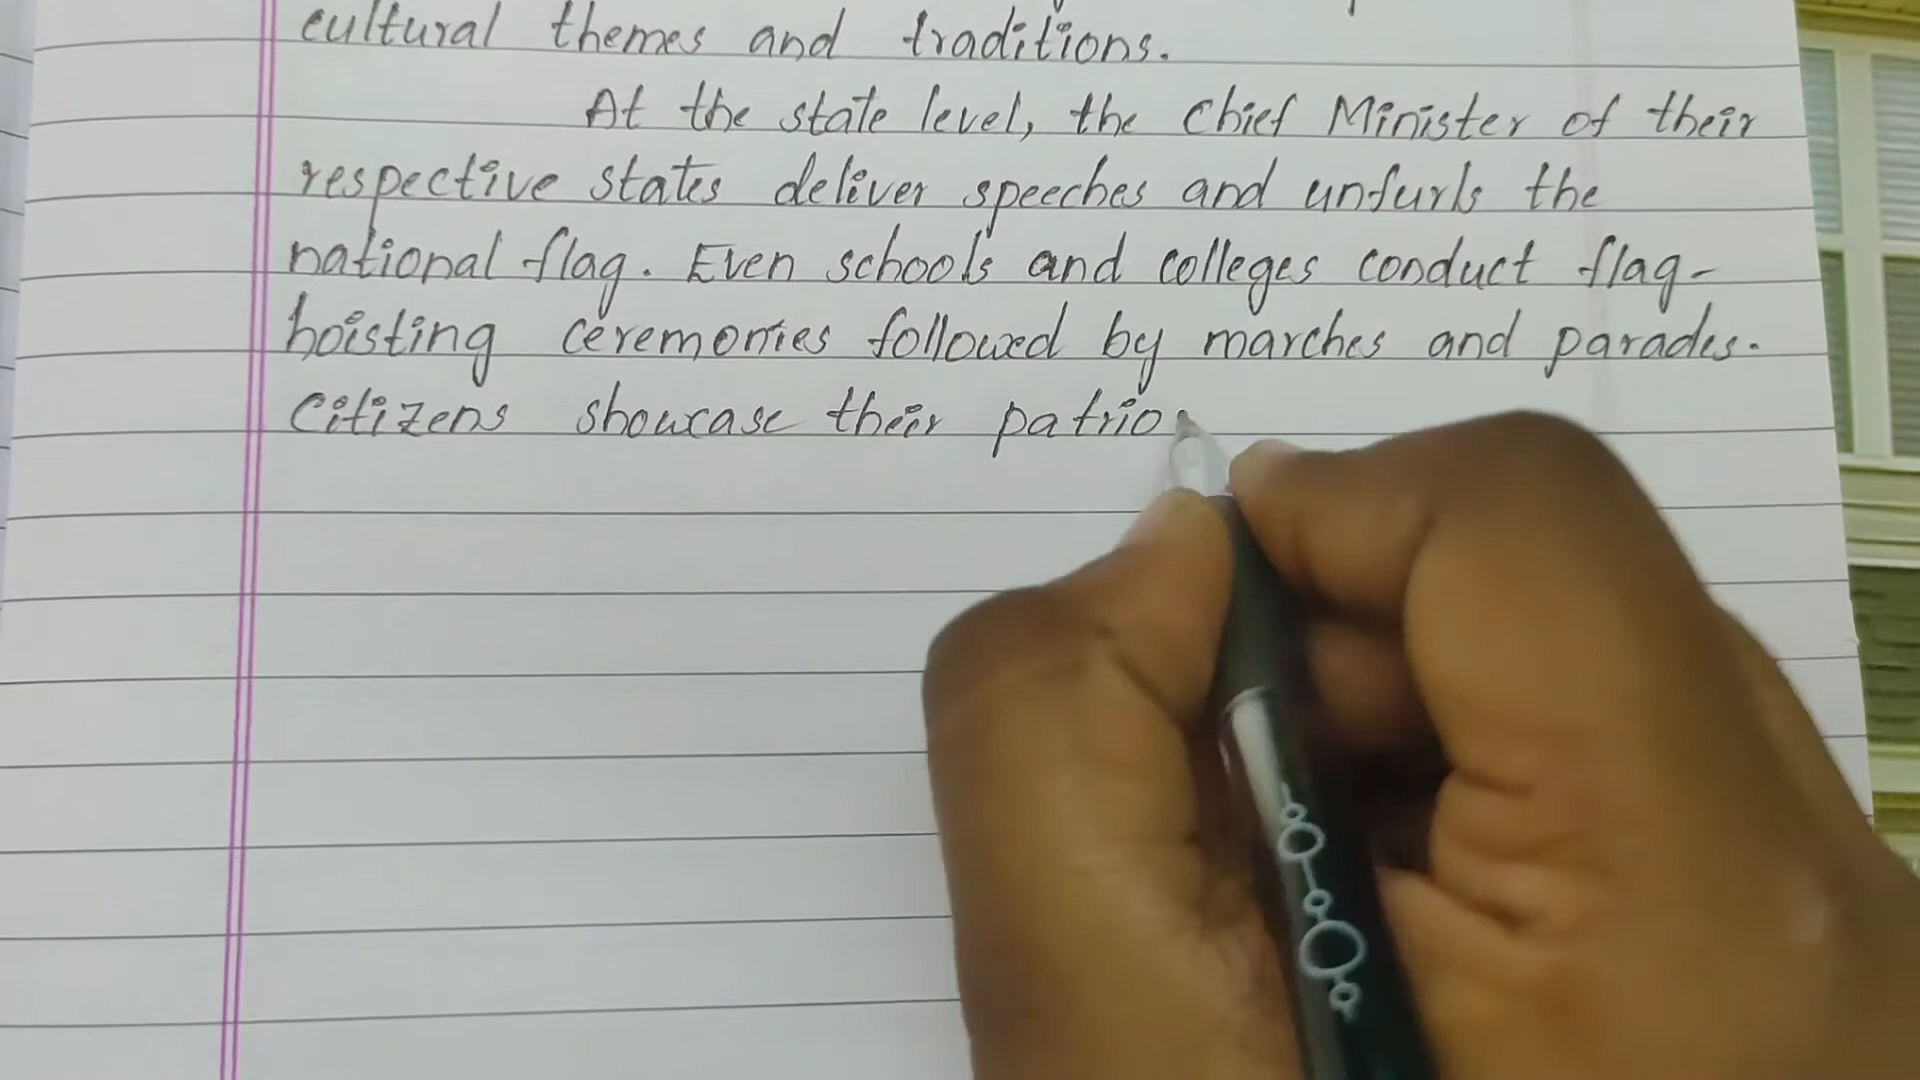 cultural themes and traditions.
At the state level, the Chief Minister of their
respective states deliver speeches and unfurls the
national flag. Even schools and colleges conduct flag-
hoisting ceremonies followed by marches and parades.
Citizens showcase their patrio